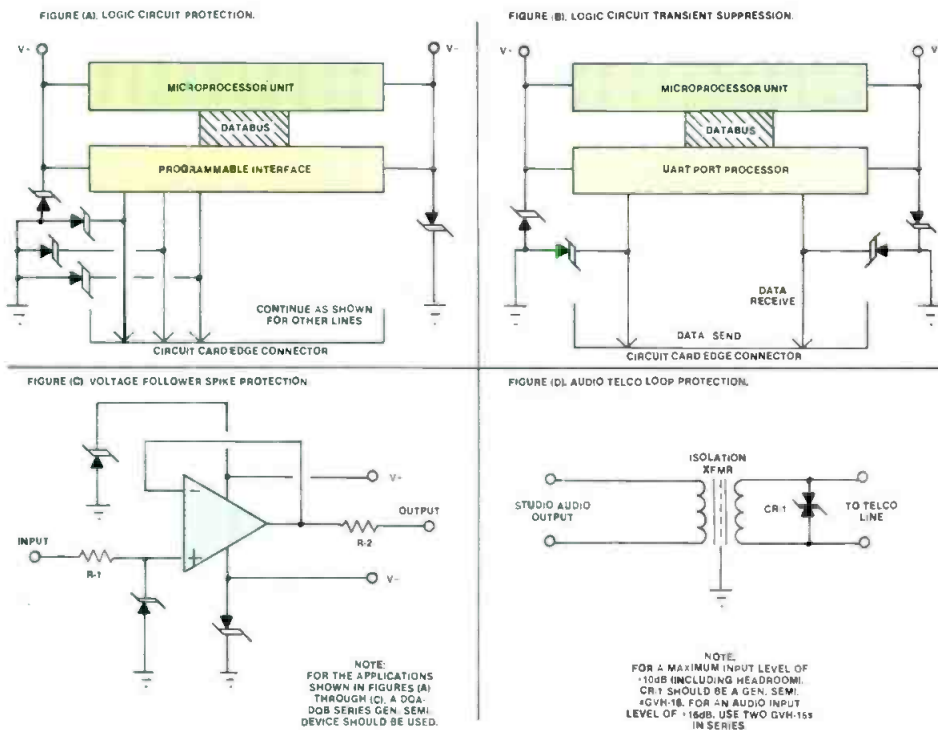 FIGURE (A). LOGIC CIRCUIT PROTECTION.
V-
V-
MICROPROCESSOR UNIT
DATABUS
PROGRAMMABLE INTERFACE
CONTINUE AS SHOWN
FOR OTHER LINES
CIRCUIT CARD EDGE CONNECTOR
FIGURE (B). LOGIC CIRCUIT TRANSIENT SUPPRESSION.
V-
V-
MICROPROCESSOR UNIT
DATABUS
UART PORT PROCESSOR
DATA
RECEIVE
DATA SEND
CIRCUIT CARD EDGE CONNECTOR
FIGURE (C). VOLTAGE FOLLOWER SPIKE PROTECTION.
V-
-
OUTPUT
R-2
INPUT
R-1
+
V-
NOTE:
FOR THE APPLICATIONS
SHOWN IN FIGURES (A)
THROUGH (C), A DQA-
DQB SERIES GEN. SEMI
DEVICE SHOULD BE USED.
FIGURE (D). AUDIO TELCO LOOP PROTECTION.
ISOLATION
XFMR
STUDIO AUDIO
OUTPUT
CR-1
TO TELCO
LINE
NOTE.
FOR A MAXIMUM INPUT LEVEL OF
10dB (INCLUDING HEADROOM),
CR-1 SHOULD BE A GEN. SEMI.
FOR AN AUDIO INPUT
LEVEL OF 16dB, USE TWO
IN SERIES